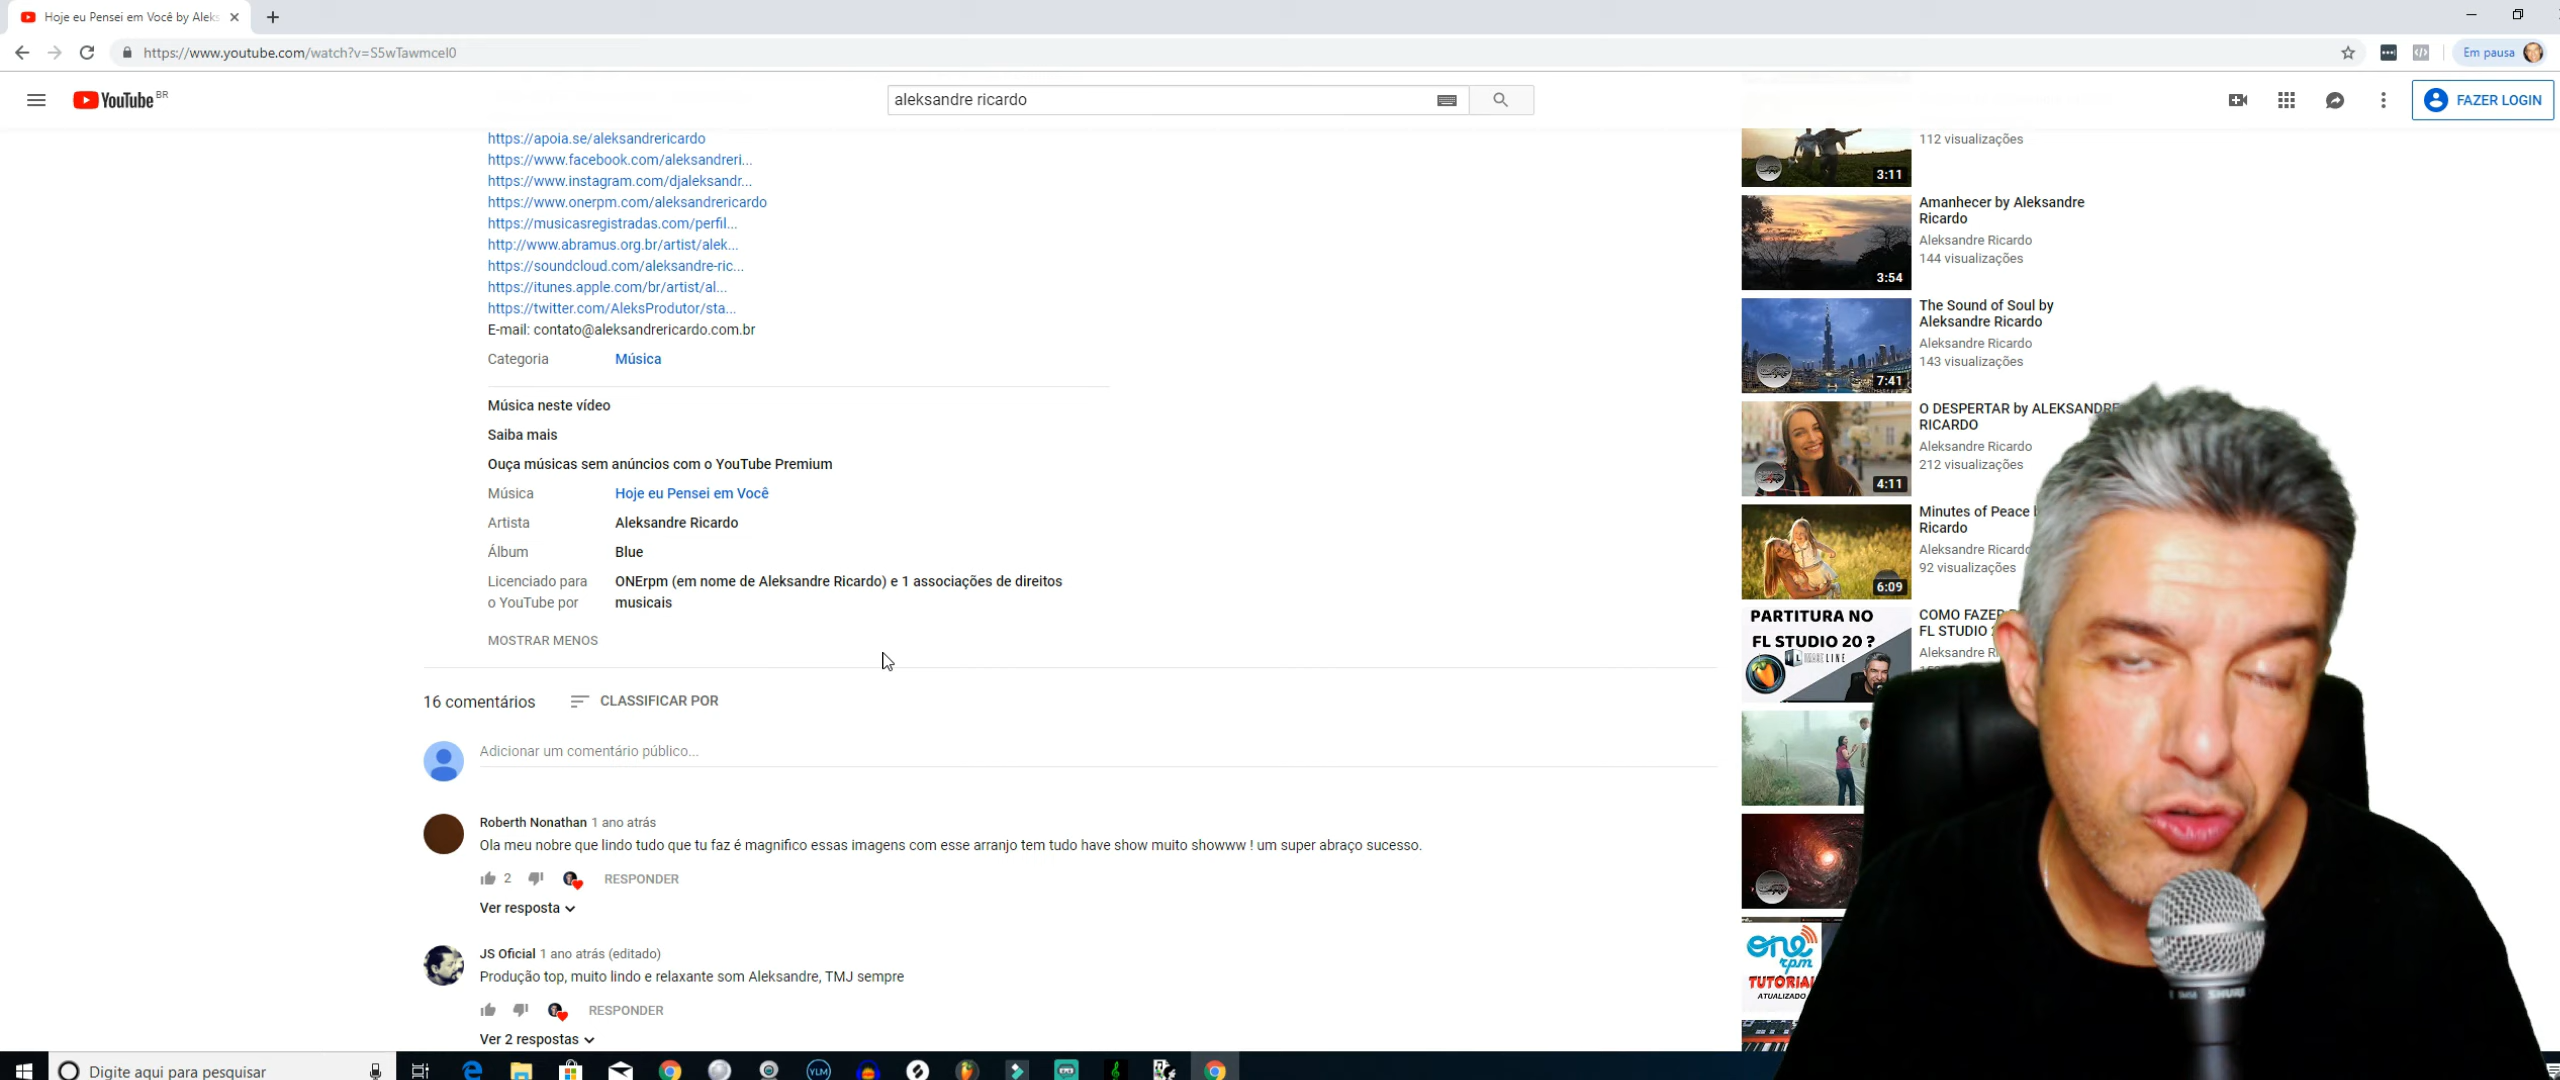 Hoje eu Pensei em Você by Aleks
https://www.youtube.com/watch?v=S5wTawmceI0
Em pausa
YouTube BR
aleksandre ricardo
FAZER LOGIN
https://apoia.se/aleksandrericardo
https://www.facebook.com/aleksandreri...
https://www.instagram.com/djaleksandr...
https://www.onerpm.com/aleksandrericardo
https://musicasregistradas.com/perfil...
http://www.abramus.org.br/artist/alek...
https://soundcloud.com/aleksandre-ric...
https://itunes.apple.com/br/artist/al...
https://twitter.com/AleksProdutor/sta...
E-mail: contato@aleksandrericardo.com.br
Categoria Música
Música neste vídeo
Saiba mais
Ouça músicas sem anúncios com o YouTube Premium
Música Hoje eu Pensei em Você
Artista Aleksandre Ricardo
Álbum Blue
Licenciado para ONErpm (em nome de Aleksandre Ricardo) e 1 associações de direitos
o YouTube por musicais
MOSTRAR MENOS
16 comentários CLASSIFICAR POR
Adicionar um comentário público...
Roberth Nonathan 1 ano atrás
Ola meu nobre que lindo tudo que tu faz é magnifico essas imagens com esse arranjo tem tudo have show muito showww ! um super abraço sucesso.
2 RESPONDER
Ver resposta
JS Oficial 1 ano atrás (editado)
Produção top, muito lindo e relaxante som Aleksandre, TMJ sempre
RESPONDER
Ver 2 respostas
112 visualizações
3:11
Amanhecer by Aleksandre
Ricardo
Aleksandre Ricardo
144 visualizações
3:54
The Sound of Soul by
Aleksandre Ricardo
Aleksandre Ricardo
143 visualizações
7:41
O DESPERTAR by ALEKSANDRE
RICARDO
Aleksandre Ricardo
212 visualizações
4:11
Minutes of Peace
Ricardo
Aleksandre Ricardo
92 visualizações
6:09
PARTITURA NO
FL STUDIO 20 ?
COMO FAZER
FL STUDIO
Aleksandre
one
rpm
TUTORIAL
ATUALIZADO
SHURE
Digite aqui para pesquisar
YLM